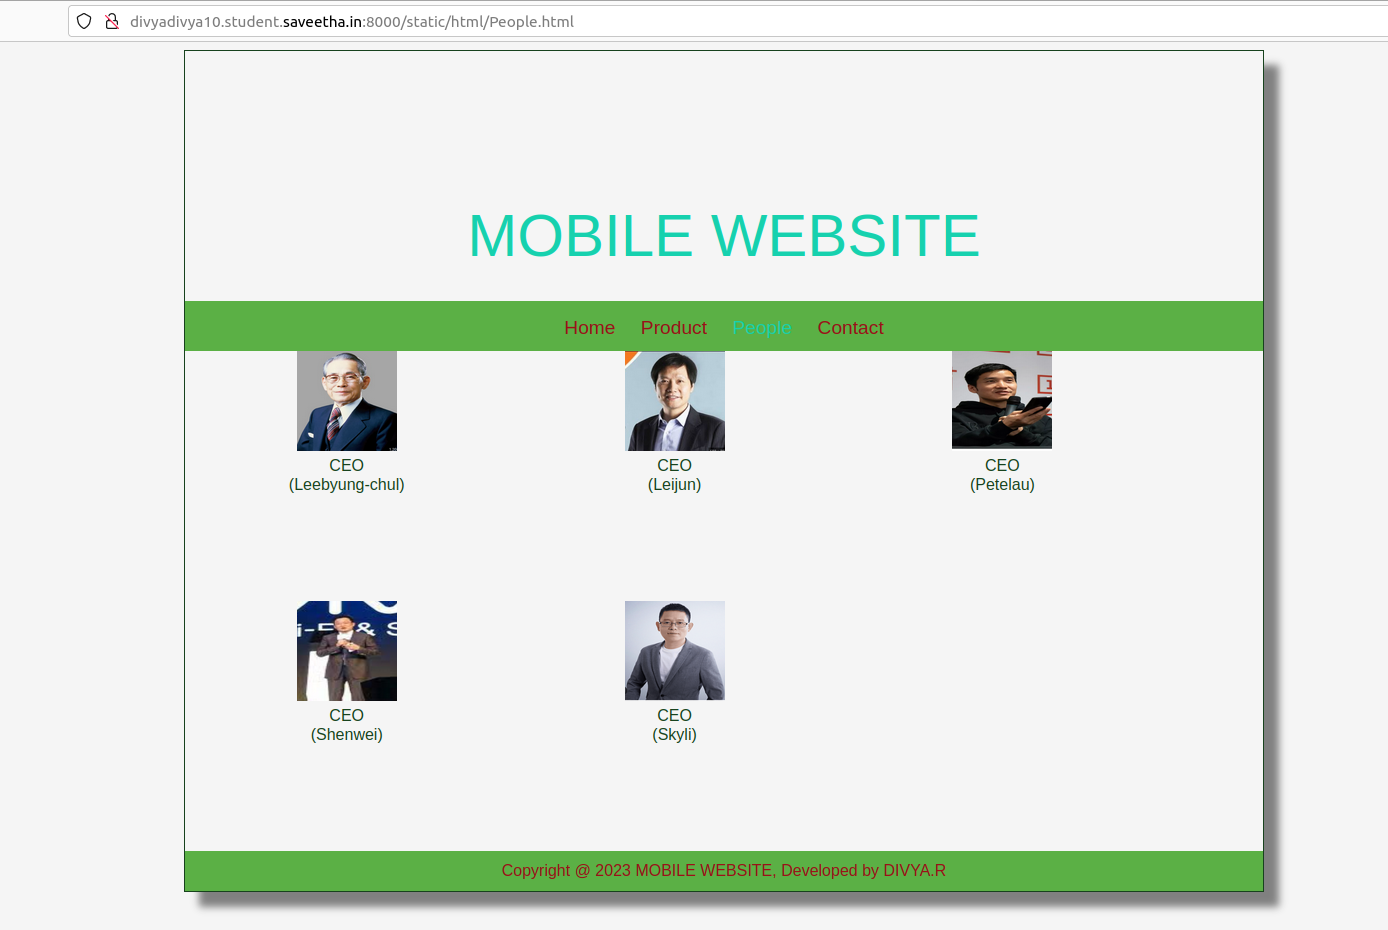 divyadivya10.student.saveetha.in:8000/static/html/People.html
MOBILE WEBSITE
Home Product People Contact
CEO
(Leebyung-chul)
CEO
(Leijun)
CEO
(Petelau)
i-F & S
CEO
(Shenwei)
CEO
(Skyli)
Copyright @ 2023 MOBILE WEBSITE, Developed by DIVYA.R